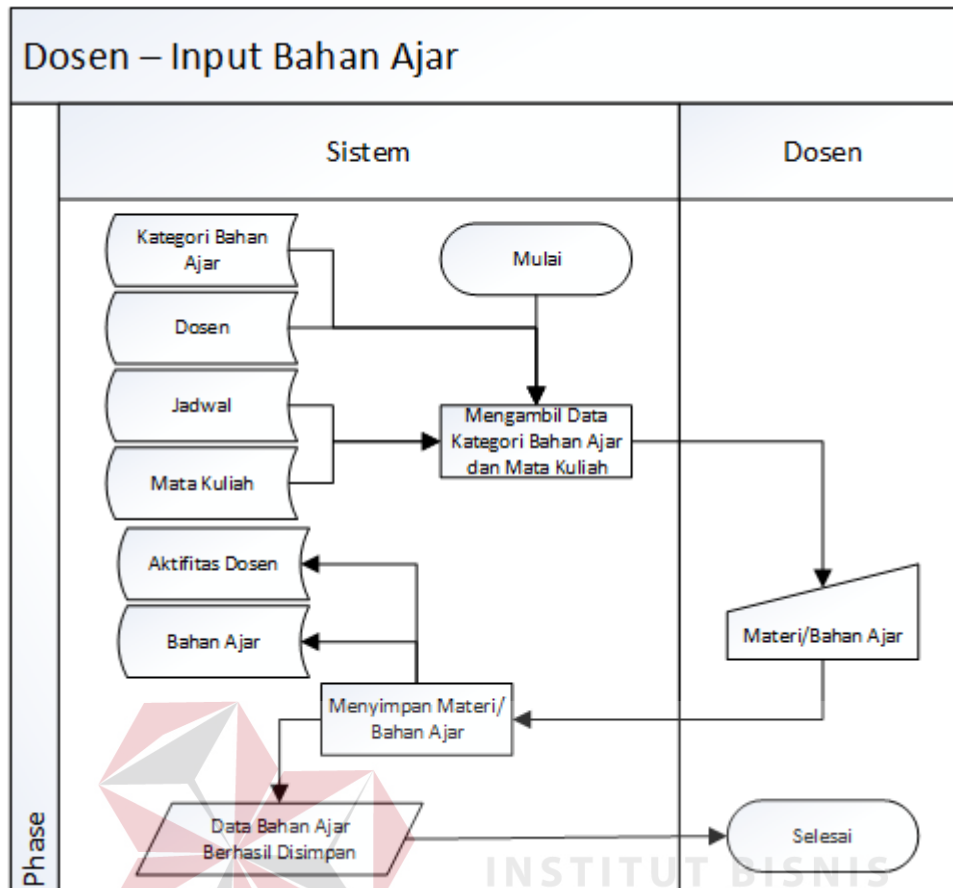 Dosen – Input Bahan Ajar
Sistem
Dosen
Phase
Kategori Bahan
Ajar
Mulai
Dosen
Jadwal
Mengambil Data
Kategori Bahan Ajar
dan Mata Kuliah
Mata Kuliah
Aktifitas Dosen
Bahan Ajar
Materi/Bahan Ajar
Menyimpan Materi/
Bahan Ajar
Data Bahan Ajar
Berhasil Disimpan
Selesai
INSTITUT BISNIS